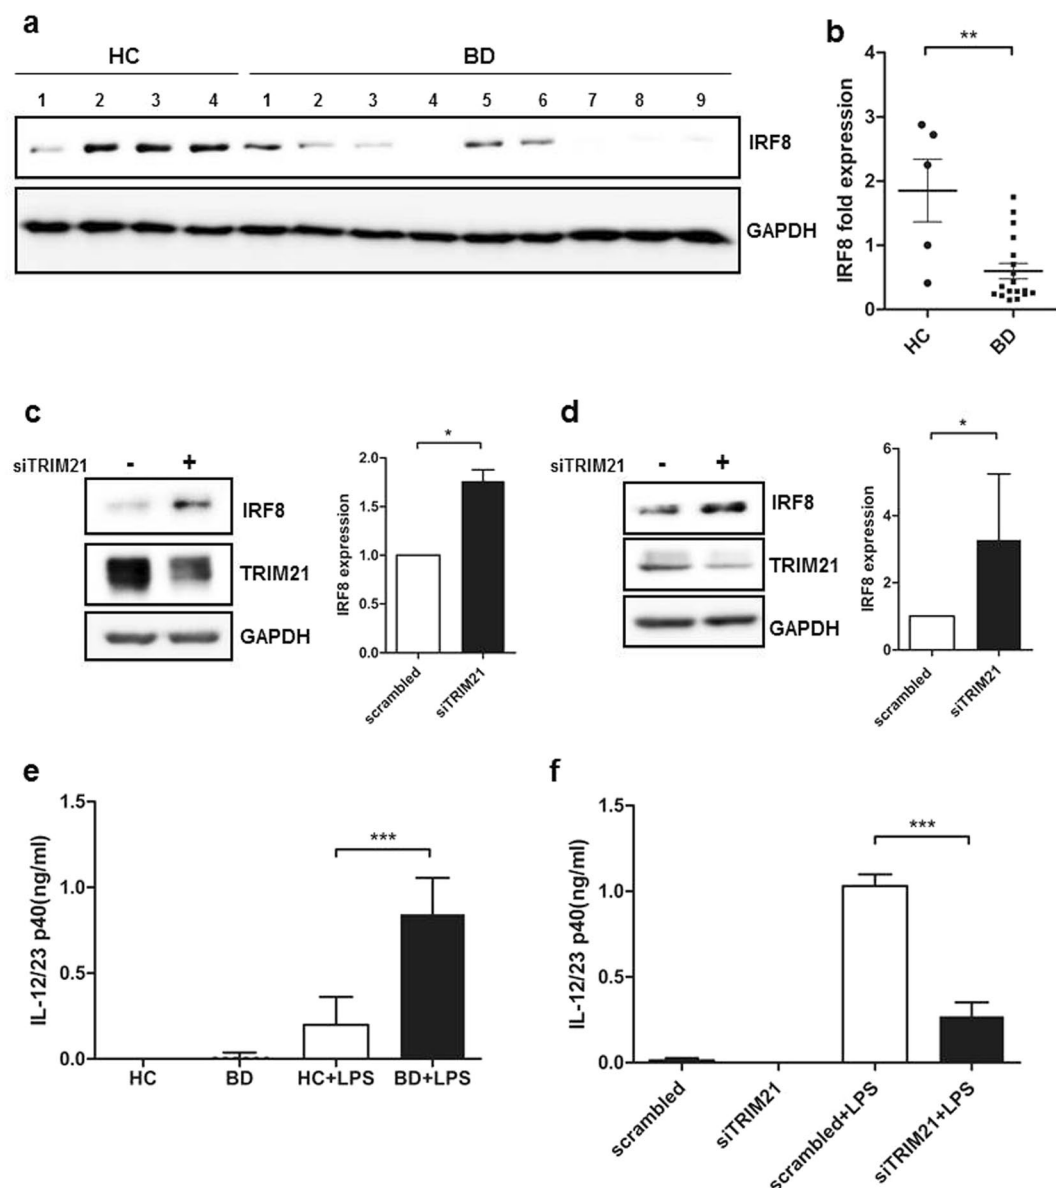 a
HC BD
1 2 3 4 1 2 3 4 5 6 7 8 9
IRF8
GAPDH
b
**
IRF8 fold expression
4
3
2
1
0
HC BD
c
siTRIM21 - +
IRF8
TRIM21
GAPDH
*
IRF8 expression
2.0
1.5
1.0
0.5
0.0
scrambled siTRIM21
d
siTRIM21 - +
IRF8
TRIM21
GAPDH
*
IRF8 expression
6
4
2
0
scrambled siTRIM21
e
***
IL-12/23 p40(ng/ml)
1.5
1.0
0.5
0.0
HC BD HC+LPS BD+LPS
f
***
IL-12/23 p40(ng/ml)
1.5
1.0
0.5
0.0
scrambled siTRIM21 scrambled+LPS siTRIM21+LPS